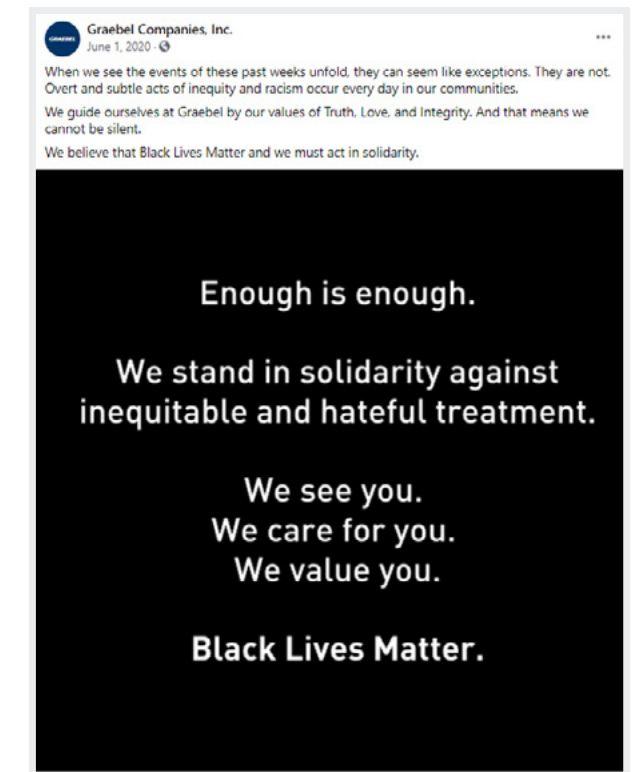 Graebel Companies, Inc.
June 1, 2020 ·
GRAEBEL
When we see the events of these past weeks unfold, they can seem like exceptions. They are not.
Overt and subtle acts of inequity and racism occur every day in our communities.
We guide ourselves at Graebel by our values of Truth, Love, and Integrity. And that means we
cannot be silent.
We believe that Black Lives Matter and we must act in solidarity.
Enough is enough.
We stand in solidarity against
inequitable and hateful treatment.
We see you.
We care for you.
We value you.
Black Lives Matter.